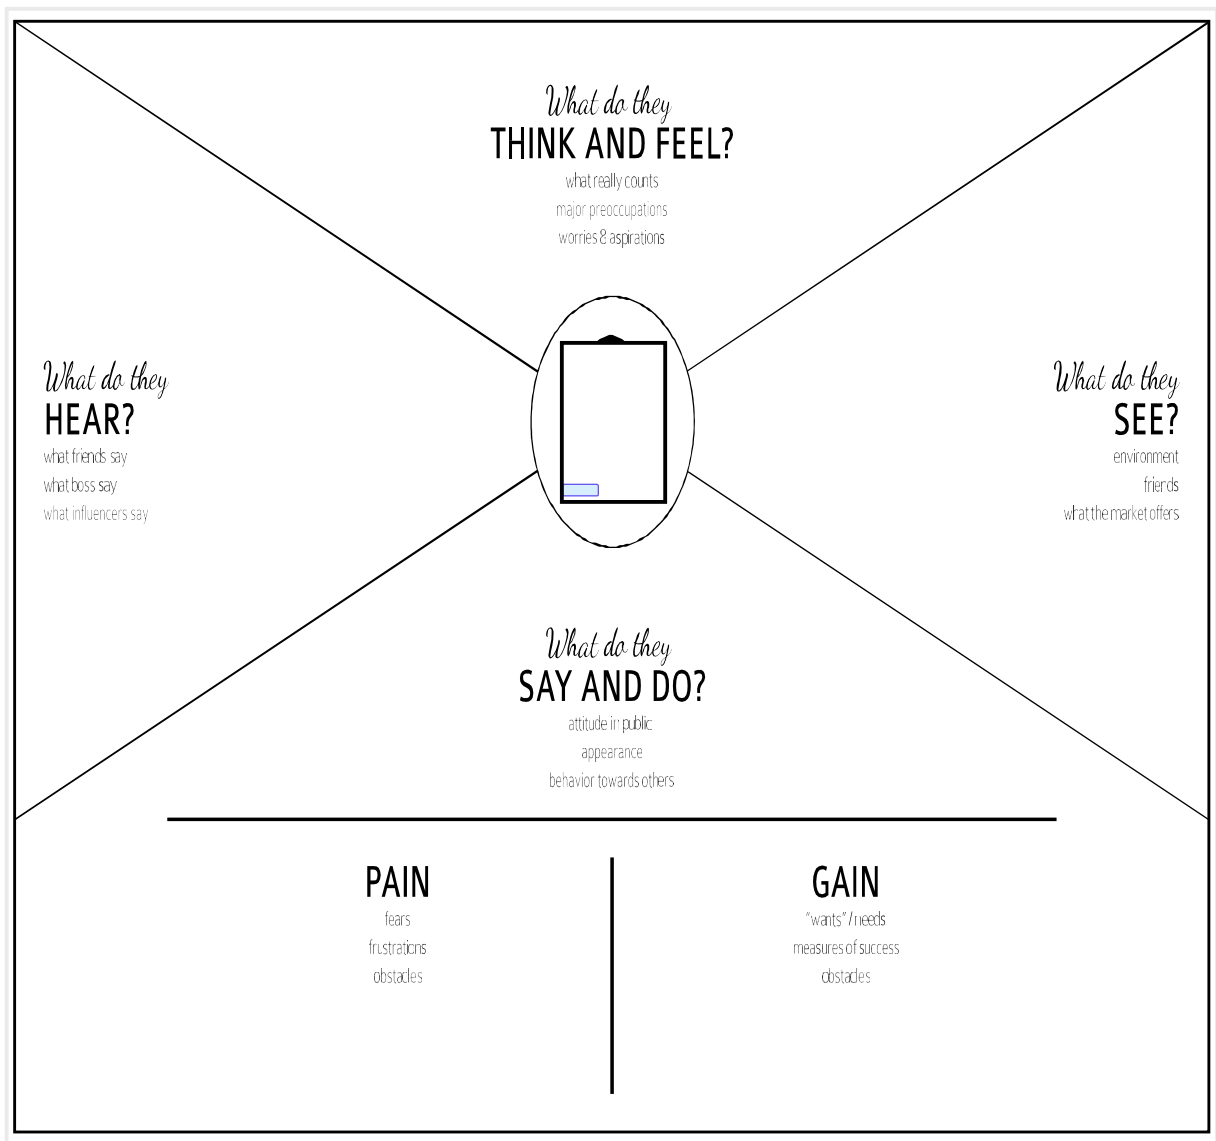 What do they
THINK AND FEEL?
what really counts
major preoccupations
worries & aspirations
What do they
HEAR?
what friends say
what boss say
what influencers say
What do they
SEE?
environment
friends
what the market offers
What do they
SAY AND DO?
attitude in public
appearance
behavior towards others
PAIN
fears
frustrations
obstacles
GAIN
"wants" / needs
measures of success
obstacles